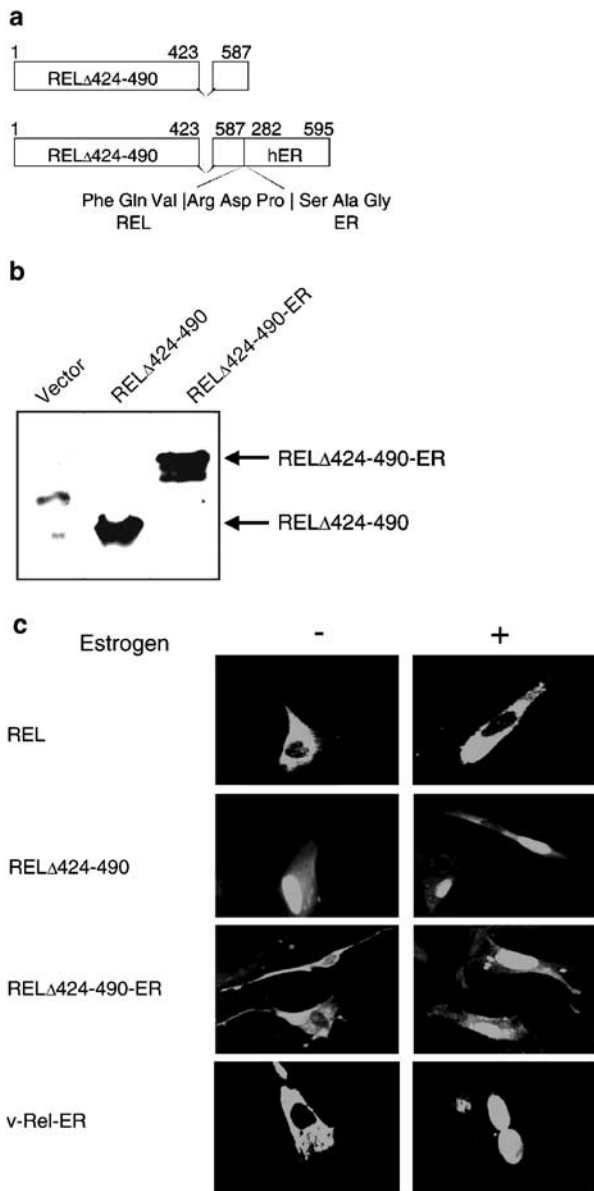 a
1 423 587
RELΔ424-490
1 423 587 282 595
RELΔ424-490 hER
Phe Gln Val |Arg Asp Pro | Ser Ala Gly
REL ER
b
Vector RELΔ424-490 RELΔ424-490-ER
RELΔ424-490-ER
RELΔ424-490
c
Estrogen - +
REL
RELΔ424-490
RELΔ424-490-ER
v-Rel-ER